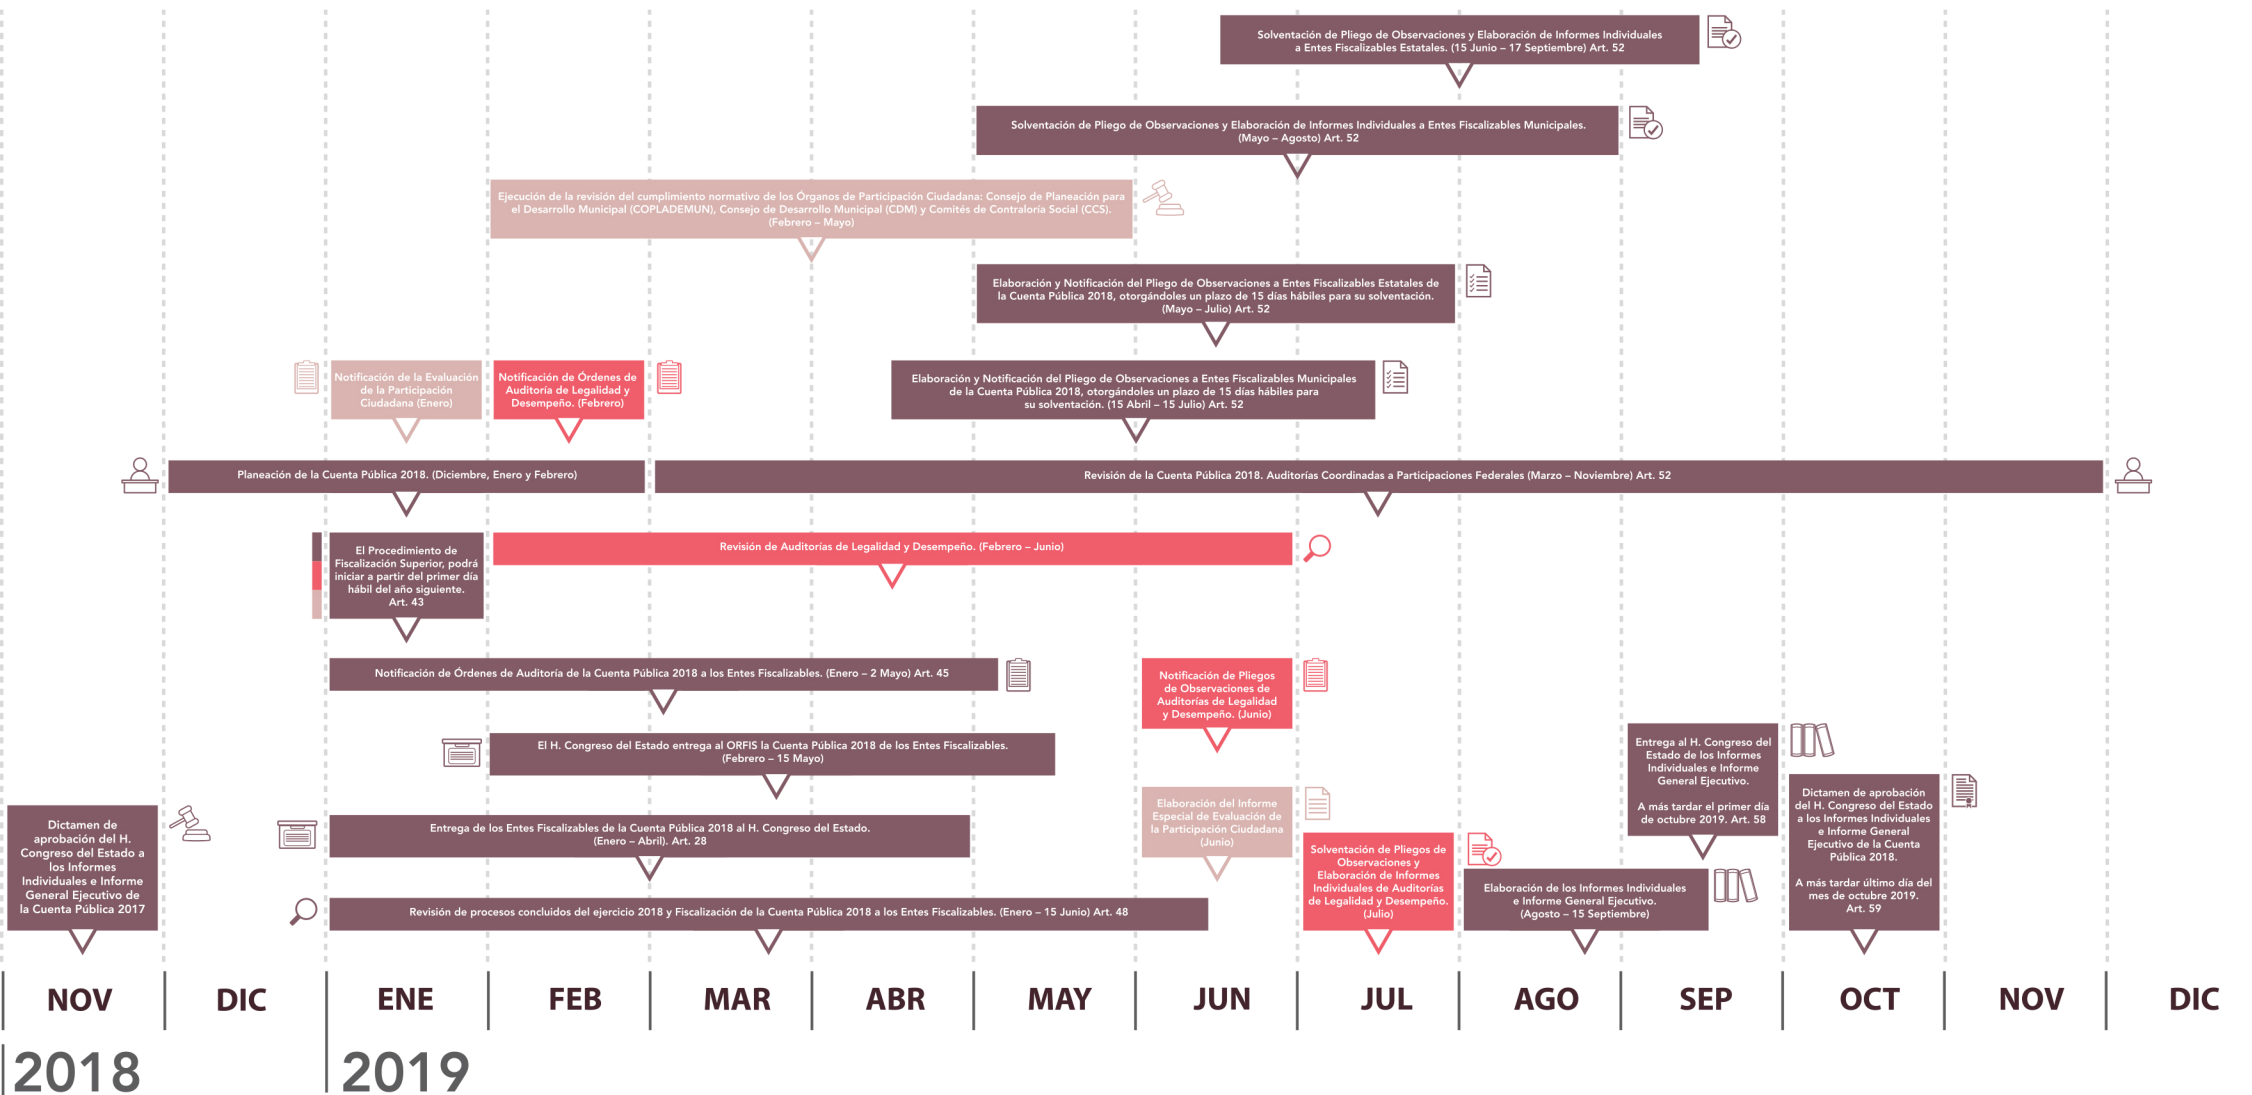 Solventación de Pliego de Observaciones y Elaboración de Informes Individuales
a Entes Fiscalizables Estatales. (15 Junio – 17 Septiembre) Art. 52
Solventación de Pliego de Observaciones y Elaboración de Informes Individuales a Entes Fiscalizables Municipales.
(Mayo – Agosto) Art. 52
Ejecución de la revisión del cumplimiento normativo de los Órganos de Participación Ciudadana: Consejo de Planeación para
el Desarrollo Municipal (COPLADEMUN), Consejo de Desarrollo Municipal (CDM) y Comités de Contraloría Social (CCS).
(Febrero – Mayo)
Elaboración y Notificación del Pliego de Observaciones a Entes Fiscalizables Estatales de
la Cuenta Pública 2018, otorgándoles un plazo de 15 días hábiles para su solventación.
(Mayo – Julio) Art. 52
Notificación de la Evaluación
de la Participación
Ciudadana (Enero)
Notificación de Órdenes de
Auditoría de Legalidad y
Desempeño. (Febrero)
Elaboración y Notificación del Pliego de Observaciones a Entes Fiscalizables Municipales
de la Cuenta Pública 2018, otorgándoles un plazo de 15 días hábiles para
su solventación. (15 Abril – 15 Julio) Art. 52
Planeación de la Cuenta Pública 2018. (Diciembre, Enero y Febrero)
Revisión de la Cuenta Pública 2018. Auditorías Coordinadas a Participaciones Federales (Marzo – Noviembre) Art. 52
El Procedimiento de
Fiscalización Superior, podrá
iniciar a partir del primer día
hábil del año siguiente.
Art. 43
Revisión de Auditorías de Legalidad y Desempeño. (Febrero – Junio)
Notificación de Órdenes de Auditoría de la Cuenta Pública 2018 a los Entes Fiscalizables. (Enero – 2 Mayo) Art. 45
Notificación de Pliegos
de Observaciones de
Auditorías de Legalidad
y Desempeño. (Junio)
El H. Congreso del Estado entrega al ORFIS la Cuenta Pública 2018 de los Entes Fiscalizables.
(Febrero – 15 Mayo)
Entrega al H. Congreso del
Estado de los Informes
Individuales e Informe
General Ejecutivo.
A más tardar el primer día
de octubre 2019. Art. 58
Dictamen de aprobación
del H. Congreso del Estado
a los Informes Individuales
e Informe General
Ejecutivo de la Cuenta
Pública 2018.
A más tardar último día del
mes de octubre 2019.
Art. 59
Dictamen de
aprobación del H.
Congreso del Estado a
los Informes
Individuales e Informe
General Ejecutivo de
la Cuenta Pública 2017
Entrega de los Entes Fiscalizables de la Cuenta Pública 2018 al H. Congreso del Estado.
(Enero – Abril). Art. 28
Elaboración del Informe
Especial de Evaluación de
la Participación Ciudadana
(Junio)
Solventación de Pliegos de
Observaciones y
Elaboración de Informes
Individuales de Auditorías
de Legalidad y Desempeño.
(Julio)
Elaboración de los Informes Individuales
e Informe General Ejecutivo.
(Agosto – 15 Septiembre)
Revisión de procesos concluidos del ejercicio 2018 y Fiscalización de la Cuenta Pública 2018 a los Entes Fiscalizables. (Enero – 15 Junio) Art. 48
NOV DIC ENE FEB MAR ABR MAY JUN JUL AGO SEP OCT NOV DIC
2018 2019